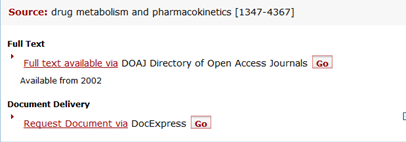 Source: drug metabolism and pharmacokinetics [1347-4367]
Full Text
Full text available via DOAJ Directory of Open Access Journals Go
Available from 2002
Document Delivery
Request Document via DocExpress Go